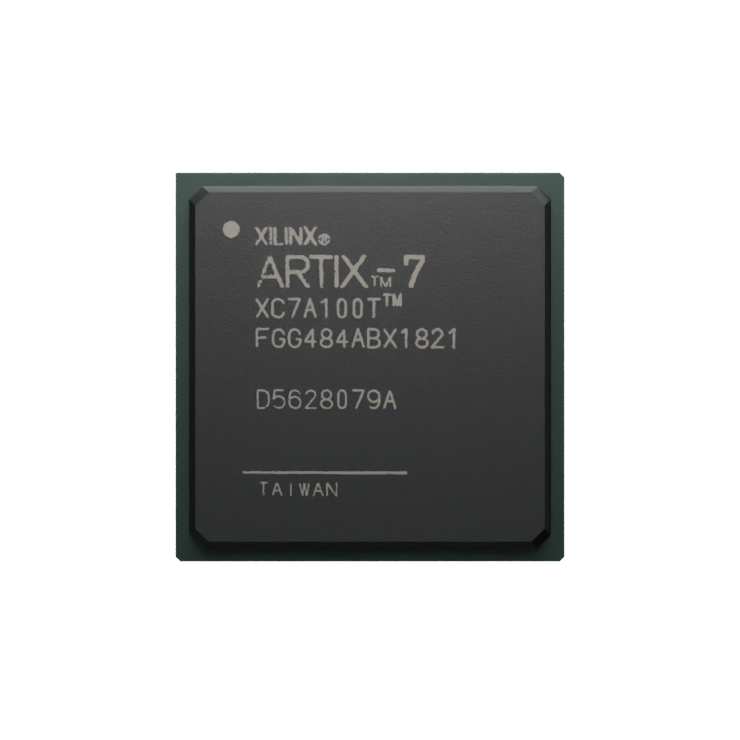 XILINX®
ARTIX™-7
XC7A100T™
FGG484ABX1821
D5628079A
TAIWAN